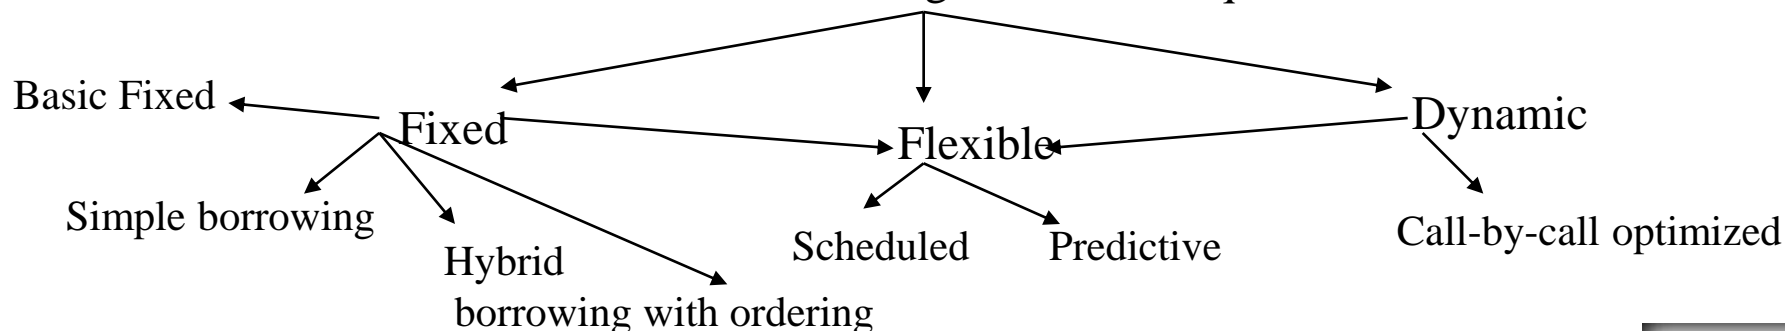 Basic Fixed
Fixed
Flexible
Dynamic
Simple borrowing
Hybrid
borrowing with ordering
Scheduled
Predictive
Call-by-call optimized